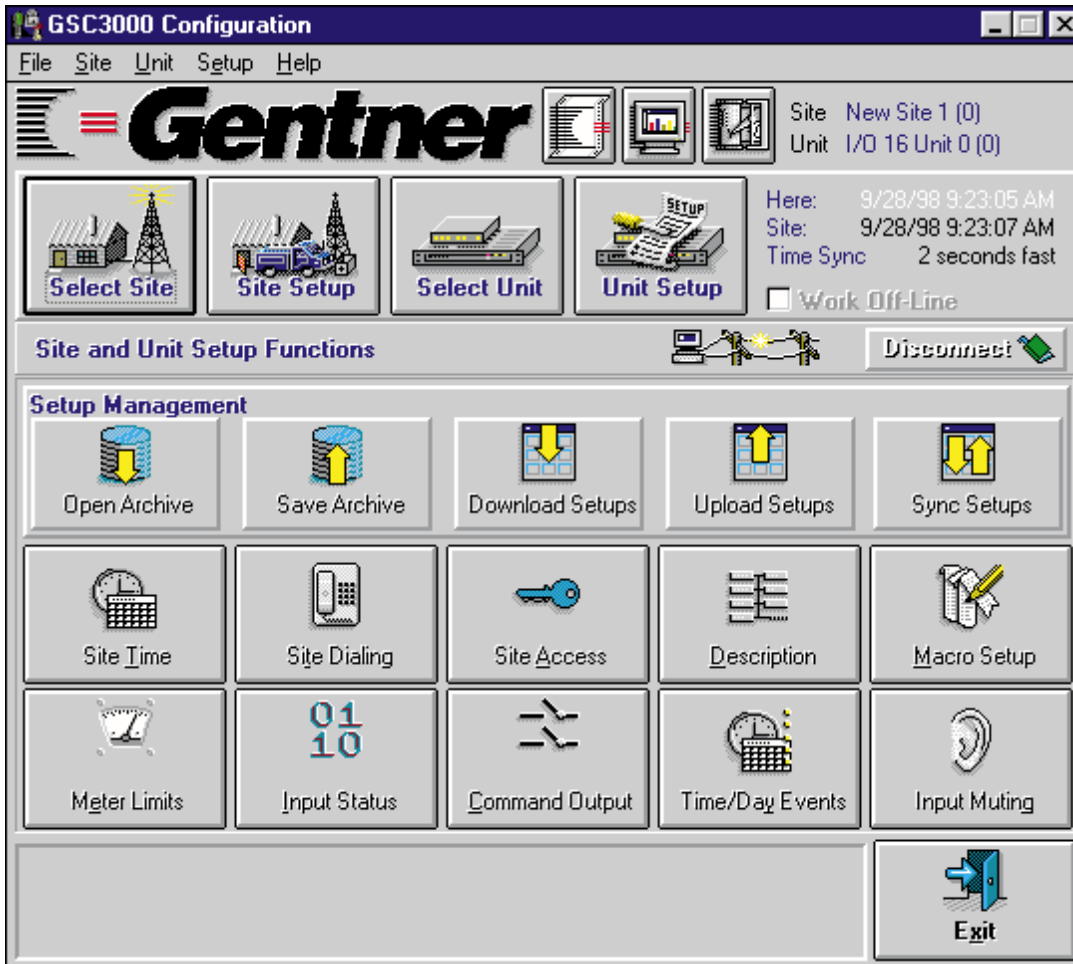 GSC3000 Configuration
File Site Unit Setup Help
Gentner
Site New Site 1 (0)
Unit I/O 16 Unit 0 (0)
Select Site
Site Setup
Select Unit
SETUP
Unit Setup
Here: 9/28/98 9:23:05 AM
Site: 9/28/98 9:23:07 AM
Time Sync 2 seconds fast
Work Off-Line
Site and Unit Setup Functions
Disconnect
Setup Management
Open Archive
Save Archive
Download Setups
Upload Setups
Sync Setups
Site Time
Site Dialing
Site Access
Description
Macro Setup
01
10
Meter Limits
Input Status
Command Output
Time/Day Events
Input Muting
Exit